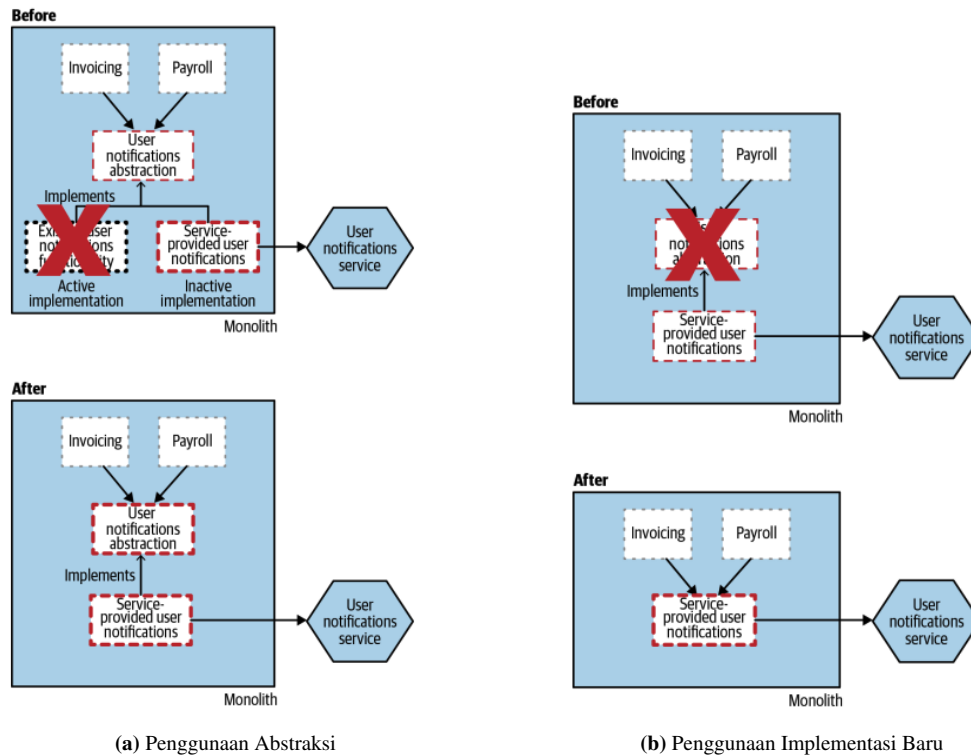 Before
Invoicing
Payroll
User
notifications
abstraction
Implements
Service-
provided user
notifications
Active
implementation
Inactive
implementation
User
notifications
service
Monolith
After
Invoicing
Payroll
User
notifications
abstraction
Implements
Service-
provided user
notifications
User
notifications
service
Monolith
(a) Penggunaan Abstraksi
Before
Invoicing
Payroll
Implements
Service-
provided user
notifications
User
notifications
service
Monolith
After
Invoicing
Payroll
Service-
provided user
notifications
User
notifications
service
Monolith
(b) Penggunaan Implementasi Baru